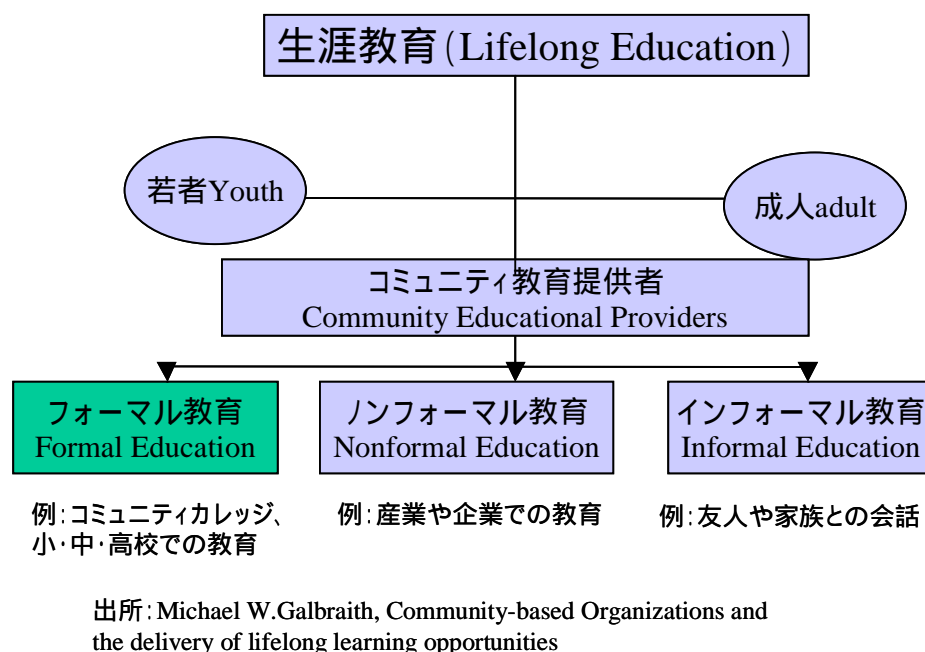 生涯教育(Lifelong Education)
若者Youth
成人adult
コミュニティ教育提供者
Community Educational Providers
フォーマル教育
Formal Education
ノンフォーマル教育
Nonformal Education
インフォーマル教育
Informal Education
例:コミュニティカレッジ、
小・中・高校での教育
例:産業や企業での教育
例:友人や家族との会話
出所:Michael W.Galbraith, Community-based Organizations and
the delivery of lifelong learning opportunities